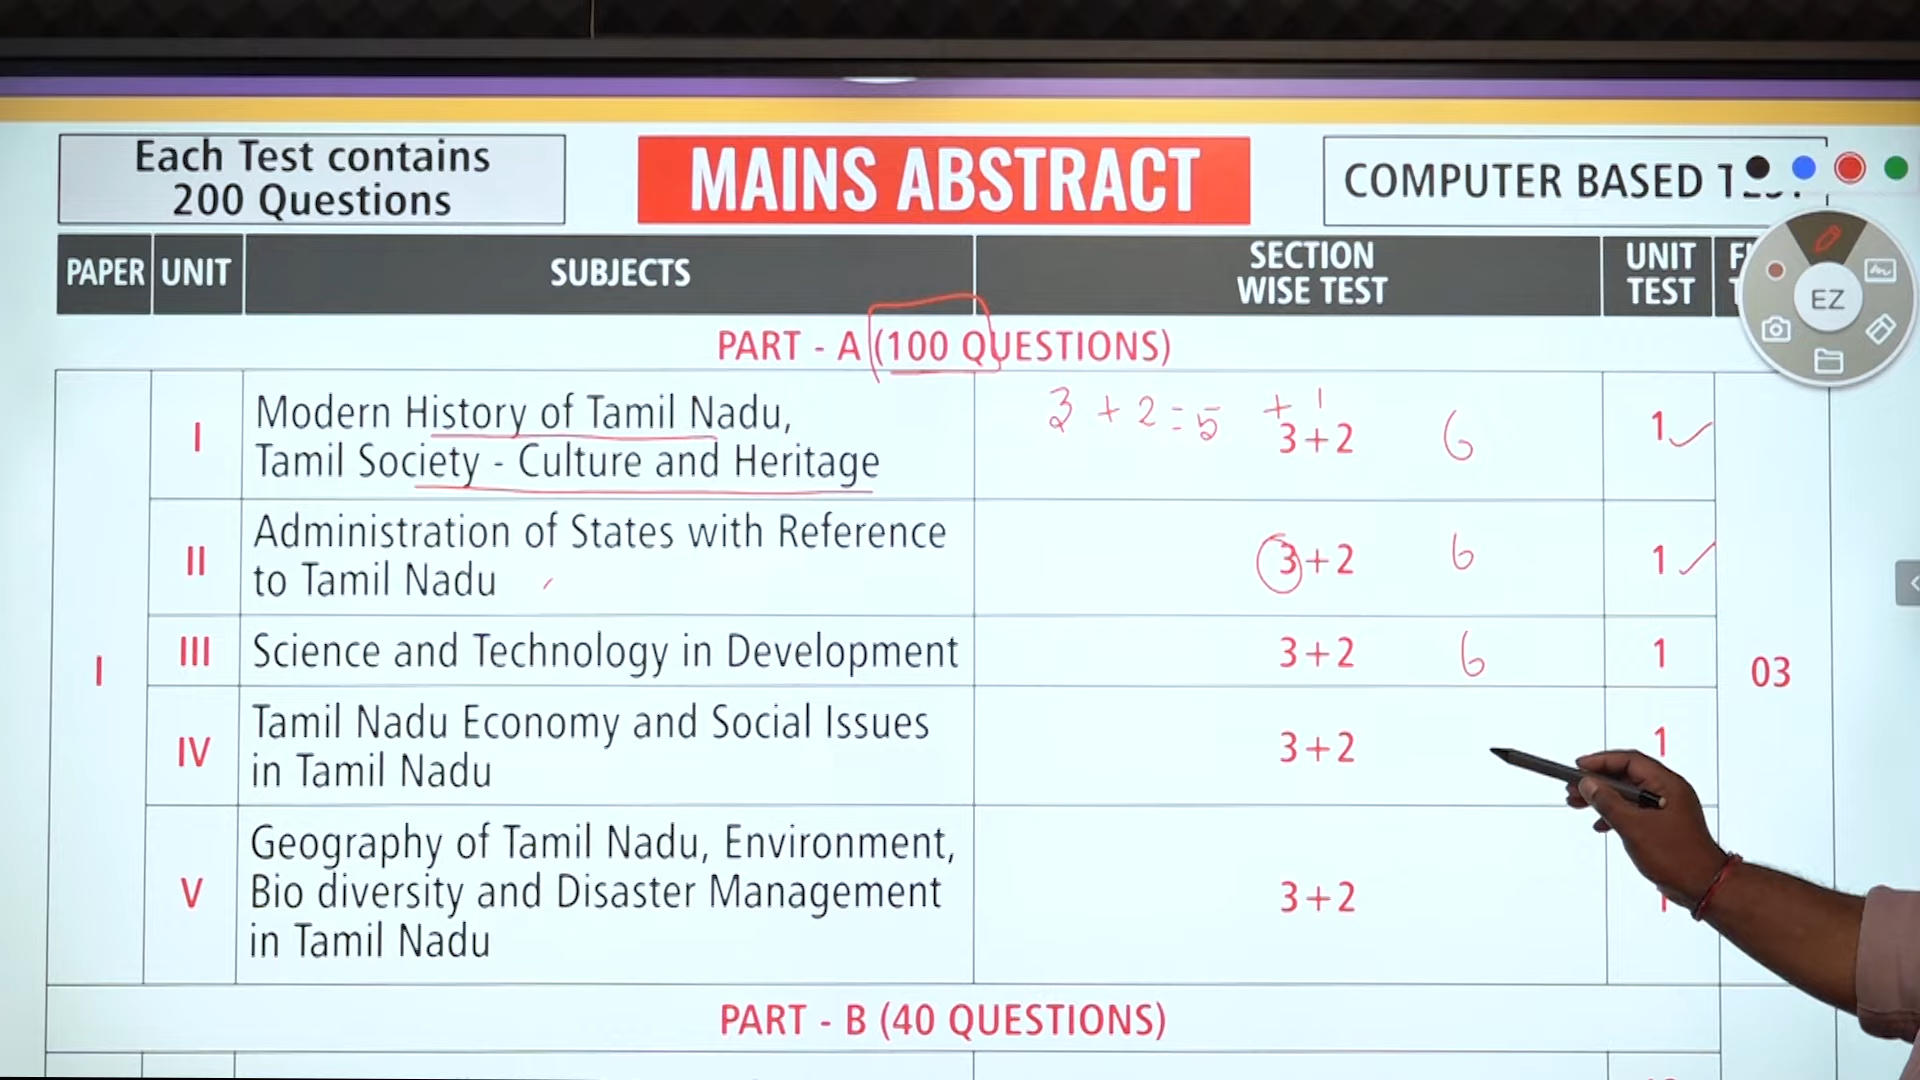 Each Test contains
200 Questions
MAINS ABSTRACT
COMPUTER BASED
EZ
PAPER UNIT SUBJECTS SECTION WISE TEST UNIT TEST
PART - A (100 QUESTIONS)
I
I
Modern History of Tamil Nadu,
Tamil Society - Culture and Heritage
3 + 2 = 5 + 1
3+2 6
1
II
Administration of States with Reference
to Tamil Nadu
3+2 6
1
III
Science and Technology in Development
3+2 6
1
03
IV
Tamil Nadu Economy and Social Issues
in Tamil Nadu
3+2
1
V
Geography of Tamil Nadu, Environment,
Bio diversity and Disaster Management
in Tamil Nadu
3+2
PART - B (40 QUESTIONS)